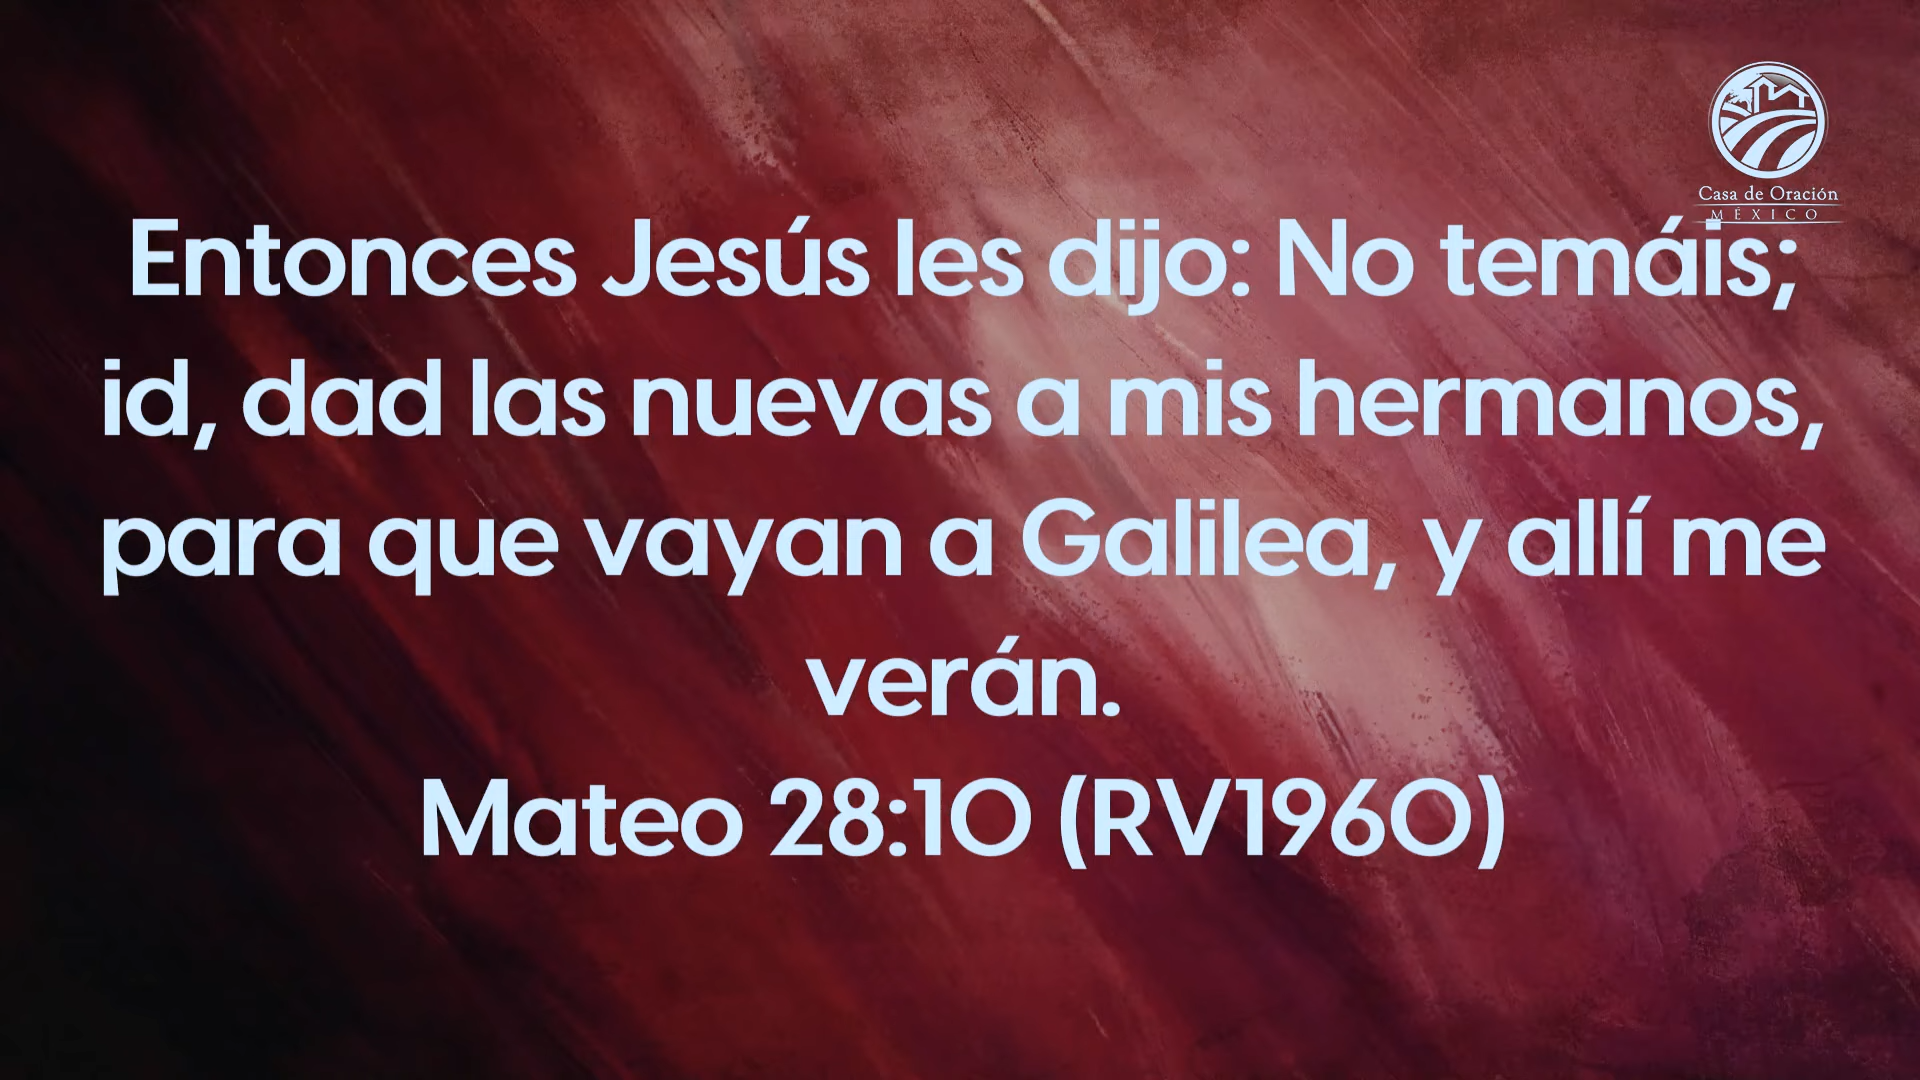 Casa de Oración
MÉXICO
Entonces Jesús les dijo: No temáis;
id, dad las nuevas a mis hermanos,
para que vayan a Galilea, y allí me
verán.
Mateo 28:10 (RV1960)